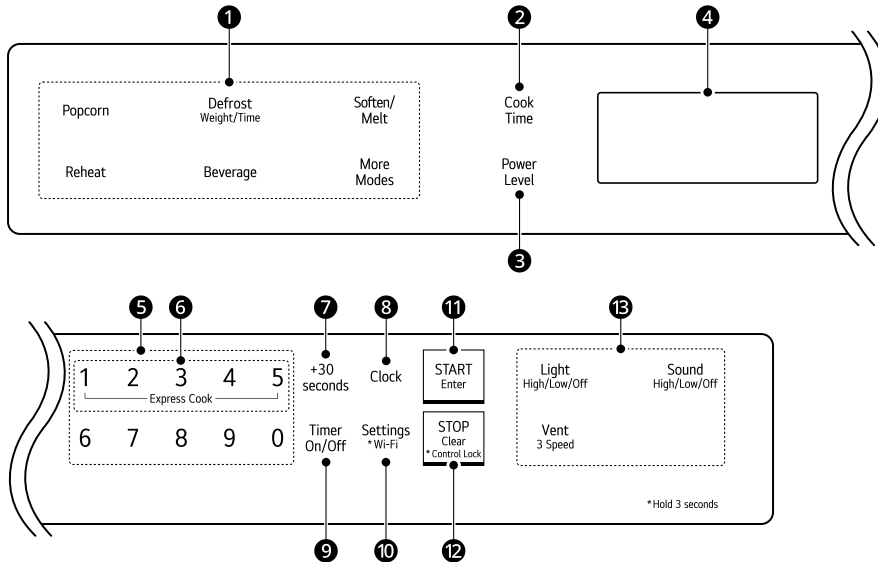 1
2
4
Popcorn
Defrost
Weight/Time
Soften/
Melt
Cook
Time
Reheat
Beverage
More
Modes
Power
Level
3
5
6
7
8
11
13
1 2 3 4 5
Express Cook
6 7 8 9 0
+30
seconds
Clock
START
Enter
Light
High/Low/Off
Sound
High/Low/Off
Timer
On/Off
Settings
*Wi-Fi
STOP
Clear
*Control Lock
Vent
3 Speed
*Hold 3 seconds
9
10
12